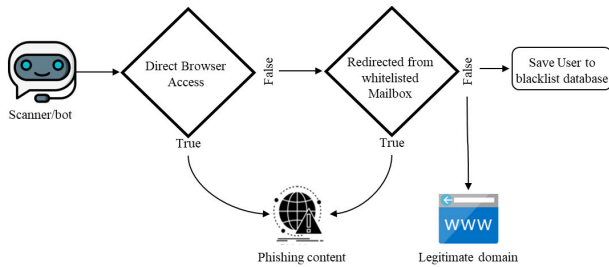 Direct Browser
Access
False
Redirected from
whitelisted
Mailbox
False
Save User to
blacklist database
Scanner/bot
True
True
www
Phishing content
Legitimate domain